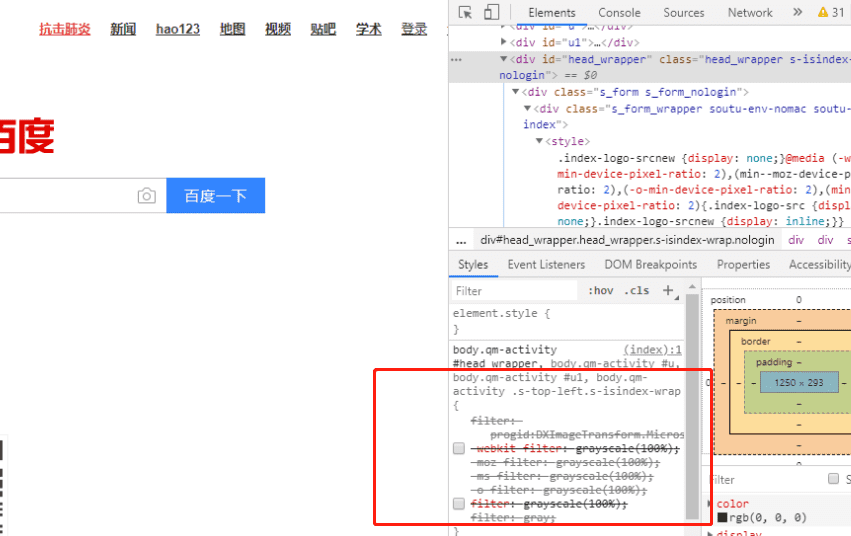 抗击肺炎 新闻 hao123 地图 视频 贴吧 学术 登录
百度
百度一下
Elements Console Sources Network » 31
<div id="u1">…</div>
… <div id="head_wrapper" class="head_wrapper s-isindex-
nologin"> == $0
<div class="s_form s_form_nologin">
<div class="s_form_wrapper soutu-env-nomac soutu-
index">
<style>
.index-logo-srcnew {display: none;}@media (-w
min-device-pixel-ratio: 2),(min--moz-device-p
ratio: 2),(-o-min-device-pixel-ratio: 2),(min
device-pixel-ratio: 2){.index-logo-src {displa
none;}.index-logo-srcnew {display: inline;}}
... div#head_wrapper.head_wrapper.s-isindex-wrap.nologin div div s
Styles Event Listeners DOM Breakpoints Properties Accessibility
Filter :hov .cls +
element.style {
}
body.qm-activity (index):1
#head_wrapper, body.qm-activity #u,
body.qm-activity #u1, body.qm-
activity .s-top-left.s-isindex-wrap
{
filter:
progid:DXImageTransform.Micros
-webkit-filter: grayscale(100%);
-moz-filter: grayscale(100%);
-ms-filter: grayscale(100%);
-o-filter: grayscale(100%);
filter: grayscale(100%);
filter: gray;
}
position 0
margin –
border –
padding –
0 – – – 1250 × 293 –
–
–
–
0
Filter S
color
rgb(0, 0, 0)
display